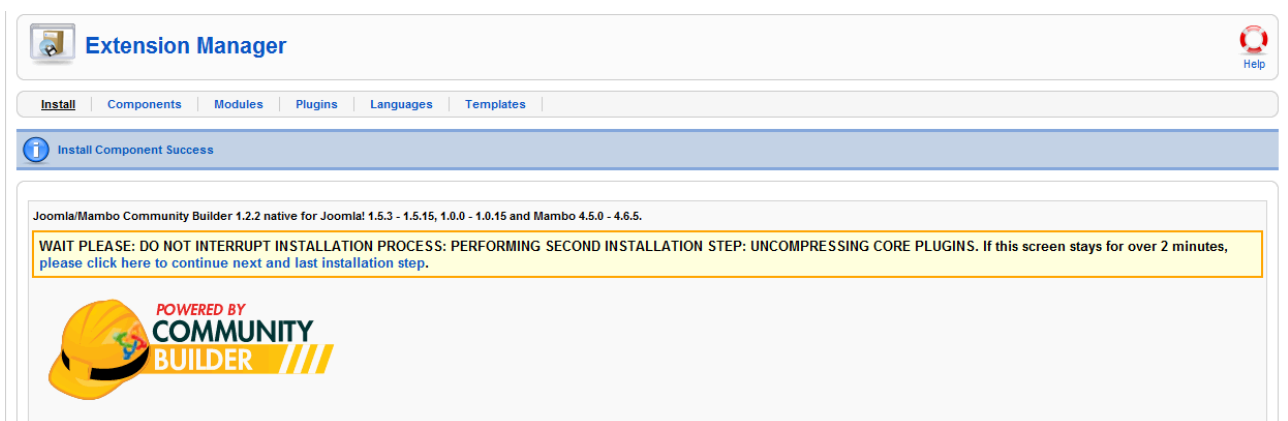 Extension Manager
Help
Install Components Modules Plugins Languages Templates
Install Component Success
Joomla/Mambo Community Builder 1.2.2 native for Joomla! 1.5.3 - 1.5.15, 1.0.0 - 1.0.15 and Mambo 4.5.0 - 4.6.5.
WAIT PLEASE: DO NOT INTERRUPT INSTALLATION PROCESS: PERFORMING SECOND INSTALLATION STEP: UNCOMPRESSING CORE PLUGINS. If this screen stays for over 2 minutes,
please click here to continue next and last installation step.
POWERED BY
COMMUNITY
BUILDER